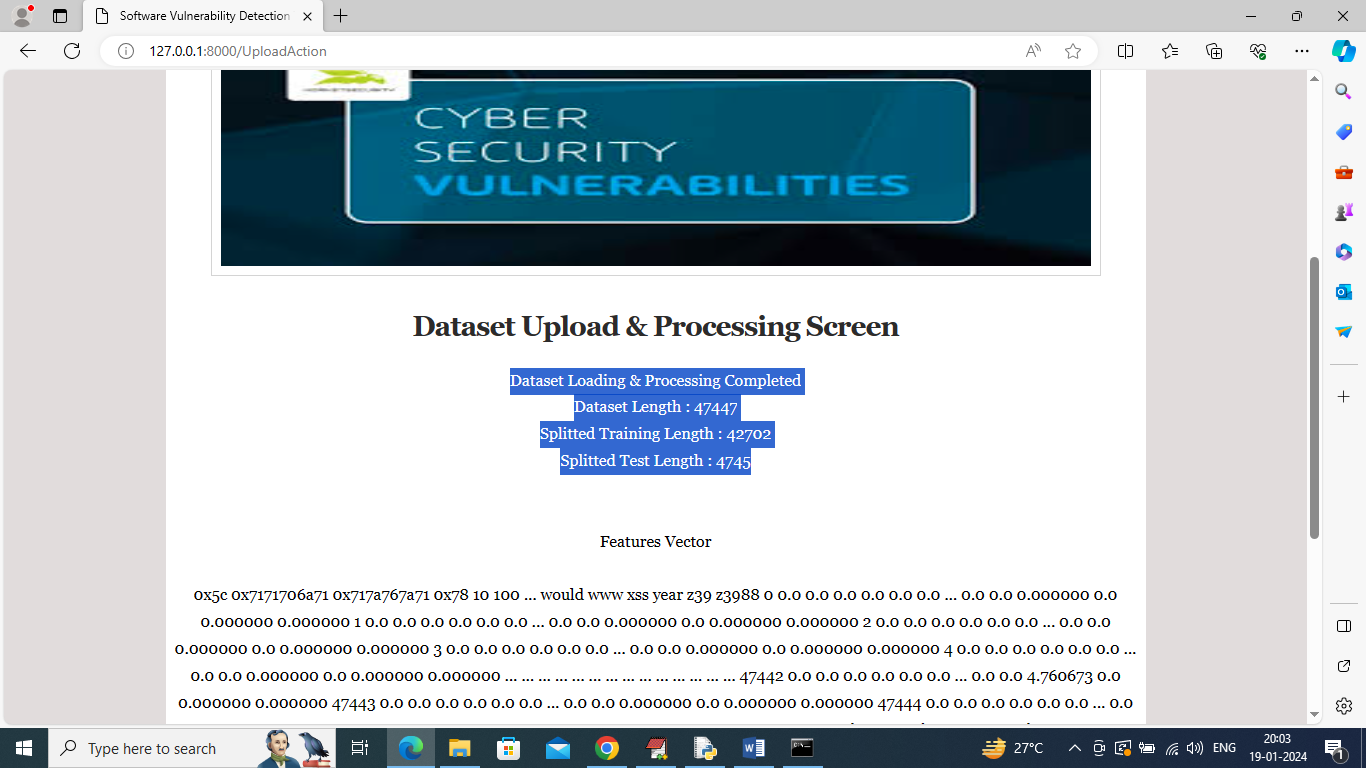 Software Vulnerability Detection
127.0.0.1:8000/UploadAction
CYBER
SECURITY
VULNERABILITIES
Dataset Upload & Processing Screen
Dataset Loading & Processing Completed
Dataset Length : 47447
Splitted Training Length : 42702
Splitted Test Length : 4745
Features Vector
0x5c 0x7171706a71 0x717a767a71 0x78 10 100 ... would www xss year z39 z3988 0 0.0 0.0 0.0 0.0 0.0 0.0 ... 0.0 0.0 0.000000 0.0
0.000000 0.000000 1 0.0 0.0 0.0 0.0 0.0 0.0 ... 0.0 0.0 0.000000 0.0 0.000000 0.000000 2 0.0 0.0 0.0 0.0 0.0 0.0 ... 0.0 0.0
0.000000 0.0 0.000000 0.000000 3 0.0 0.0 0.0 0.0 0.0 0.0 ... 0.0 0.0 0.000000 0.0 0.000000 0.000000 4 0.0 0.0 0.0 0.0 0.0 0.0 ...
0.0 0.0 0.000000 0.0 0.000000 0.000000 ... ... ... ... ... ... ... ... ... ... ... ... ... ... 47442 0.0 0.0 0.0 0.0 0.0 0.0 ... 0.0 0.0 4.760673 0.0
0.000000 0.000000 47443 0.0 0.0 0.0 0.0 0.0 0.0 ... 0.0 0.0 0.000000 0.0 0.000000 0.000000 47444 0.0 0.0 0.0 0.0 0.0 0.0 ... 0.0
Type here to search
27°C
ENG
20:03
19-01-2024
1